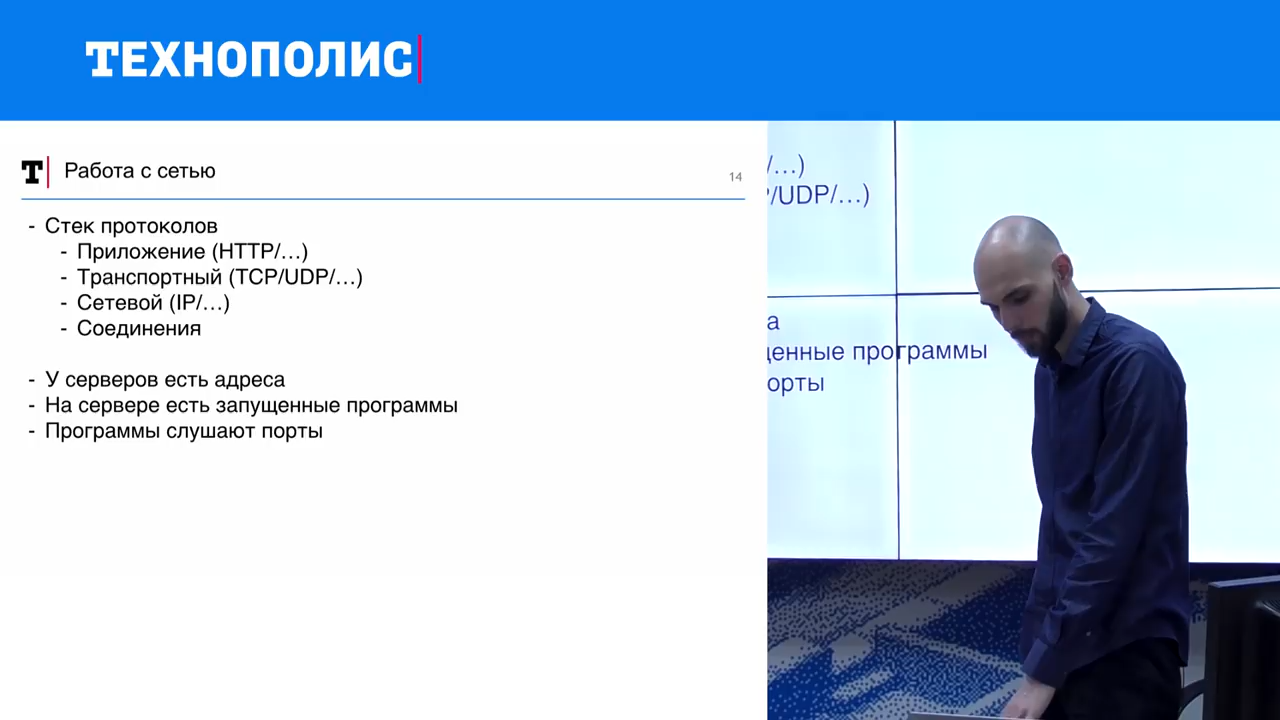 ТЕХНОПОЛИС
Т Работа с сетью
14
- Стек протоколов
- Приложение (HTTP/...)
- Транспортный (TCP/UDP/...)
- Сетевой (IP/...)
- Соединения
- У серверов есть адреса
- На сервере есть запущенные программы
- Программы слушают порты
/...)
/UDP/...)
а
щенные программы
орты